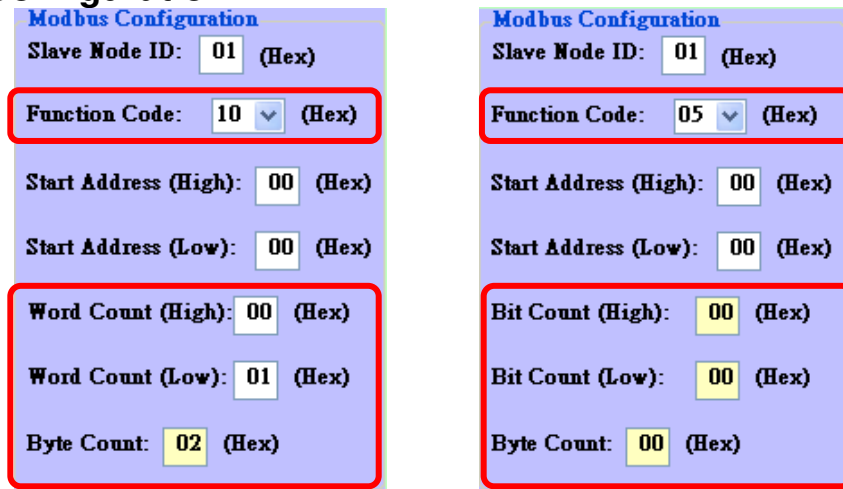 Modbus Configuration
Slave Node ID: 01 (Hex)
Function Code: 10 (Hex)
Start Address (High): 00 (Hex)
Start Address (Low): 00 (Hex)
Word Count (High): 00 (Hex)
Word Count (Low): 01 (Hex)
Byte Count: 02 (Hex)
Modbus Configuration
Slave Node ID: 01 (Hex)
Function Code: 05 (Hex)
Start Address (High): 00 (Hex)
Start Address (Low): 00 (Hex)
Bit Count (High): 00 (Hex)
Bit Count (Low): 00 (Hex)
Byte Count: 00 (Hex)